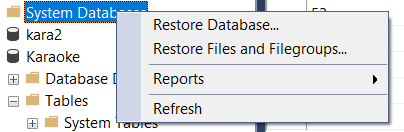 System Databases
kara2
Karaoke
Database D
Tables
System Tables
Restore Database...
Restore Files and Filegroups...
Reports
Refresh